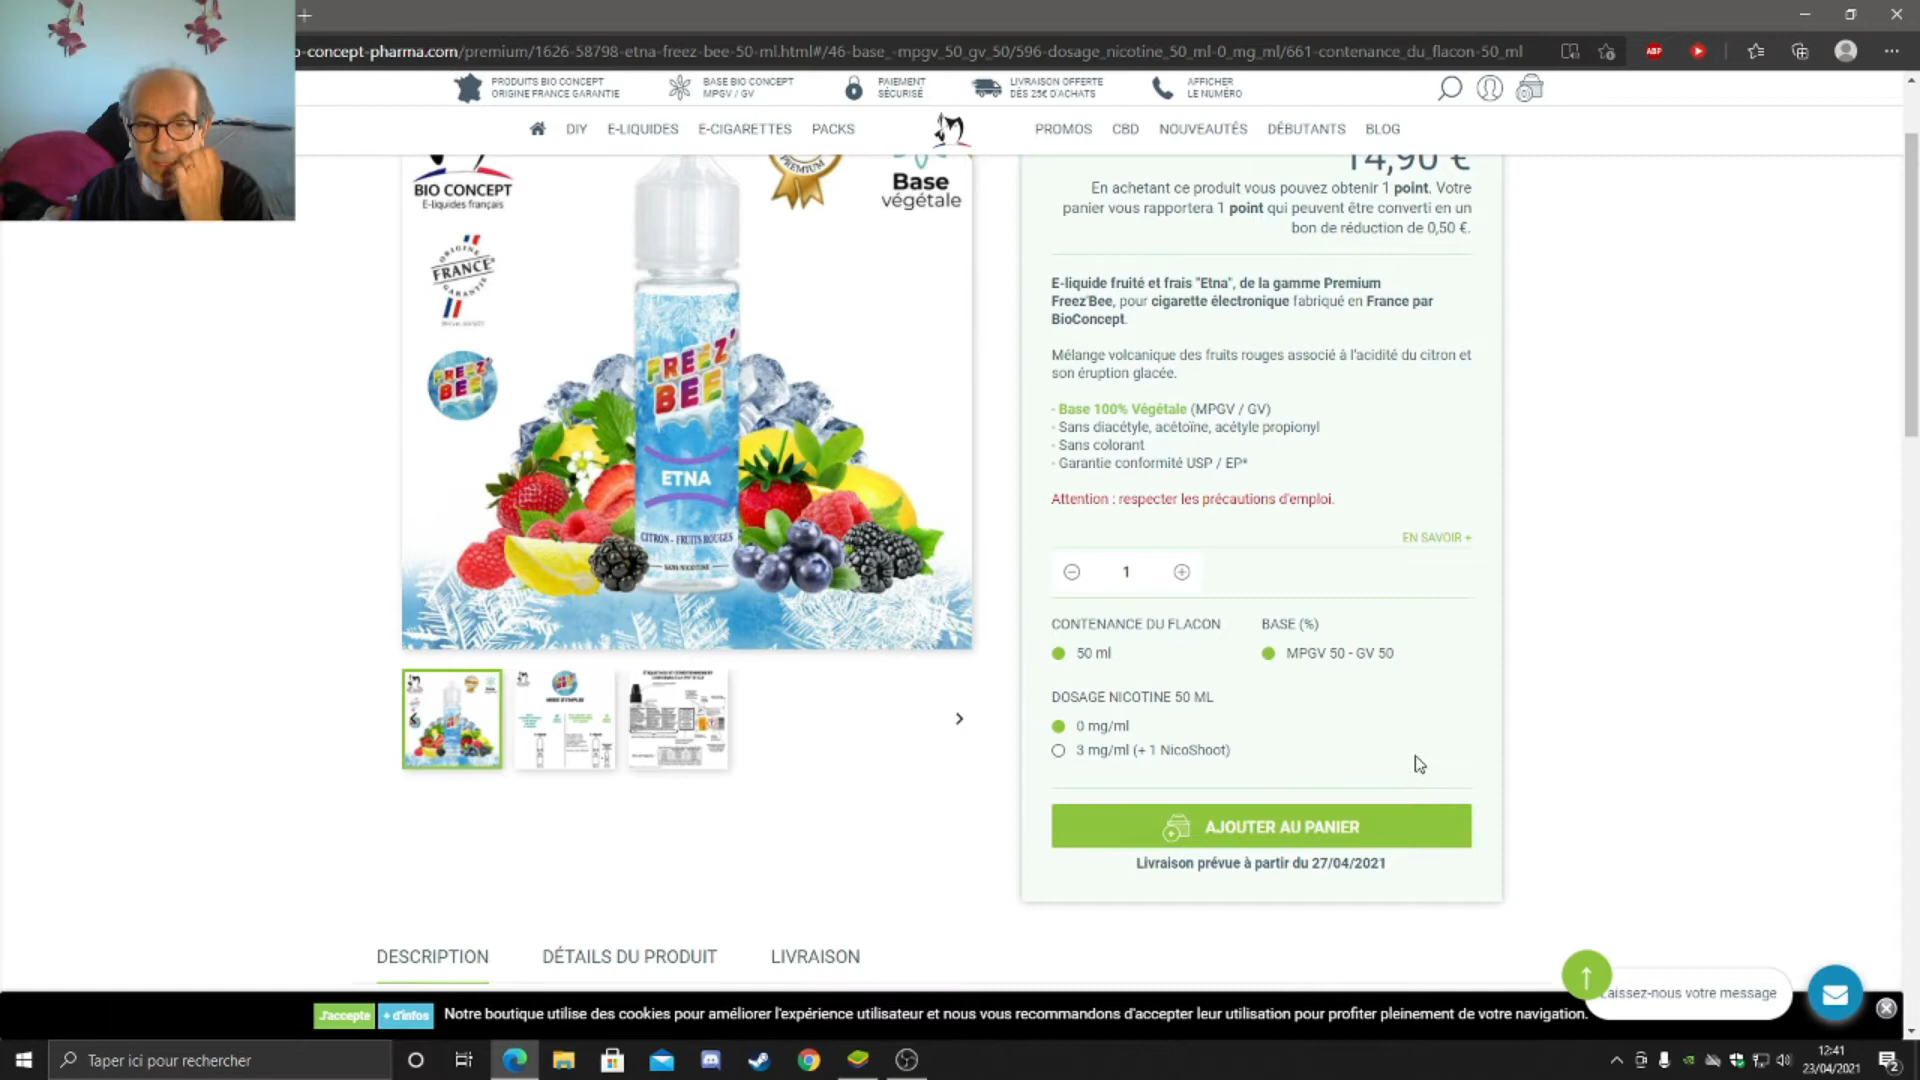 o-concept-pharma.com/premium/1626-58798-etna-freez-bee-50-ml.html#/46-base_-mpgv_50_gv_50/596-dosage_nicotine_50_ml-0_mg_ml/661-contenance_du_flacon-50_ml
ABP
PRODUITS BIO CONCEPT
ORIGINE FRANCE GARANTIE
BASE BIO CONCEPT
MPGV / GV
PAIEMENT
SÉCURISÉ
LIVRAISON OFFERTE
DÈS 25€ D'ACHATS
AFFICHER
LE NUMÉRO
DIY
E-LIQUIDES
E-CIGARETTES
PACKS
PROMOS
CBD
NOUVEAUTÉS
DÉBUTANTS
BLOG
BIO CONCEPT
E-liquides français
PREMIUM
Base
végétale
ORIGINE
FRANCE
GARANTIE
FREEZ'
BEE
FREEZ'
BEE
ETNA
CITRON - FRUITS ROUGES
SANS NICOTINE
14,90 €
En achetant ce produit vous pouvez obtenir 1 point. Votre
panier vous rapportera 1 point qui peuvent être converti en un
bon de réduction de 0,50 €.
E-liquide fruité et frais "Etna", de la gamme Premium
Freez'Bee, pour cigarette électronique fabriqué en France par
BioConcept.
Mélange volcanique des fruits rouges associé à l'acidité du citron et
son éruption glacée.
- Base 100% Végétale (MPGV / GV)
- Sans diacétyle, acétoïne, acétyle propionyl
- Sans colorant
- Garantie conformité USP / EP*
Attention : respecter les précautions d'emploi.
EN SAVOIR +
1
CONTENANCE DU FLACON
BASE (%)
50 ml
MPGV 50 - GV 50
DOSAGE NICOTINE 50 ML
0 mg/ml
3 mg/ml (+ 1 NicoShoot)
AJOUTER AU PANIER
Livraison prévue à partir du 27/04/2021
DESCRIPTION
DÉTAILS DU PRODUIT
LIVRAISON
Laissez-nous votre message
J'accepte
+ d'infos
Notre boutique utilise des cookies pour améliorer l'expérience utilisateur et nous vous recommandons d'accepter leur utilisation pour profiter pleinement de votre navigation.
Taper ici pour rechercher
12:41
23/04/2021
2